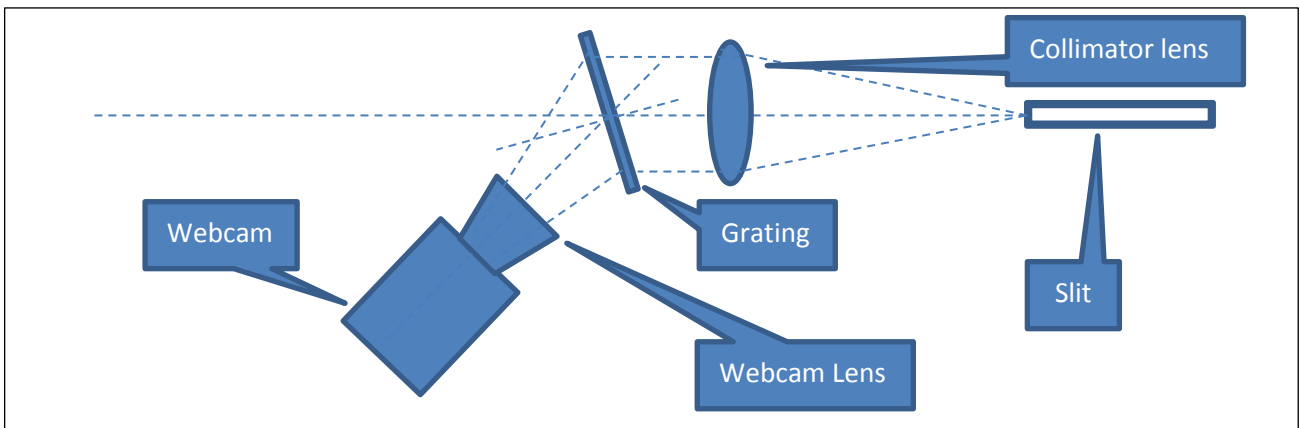 Collimator lens
Webcam
Grating
Slit
Webcam Lens